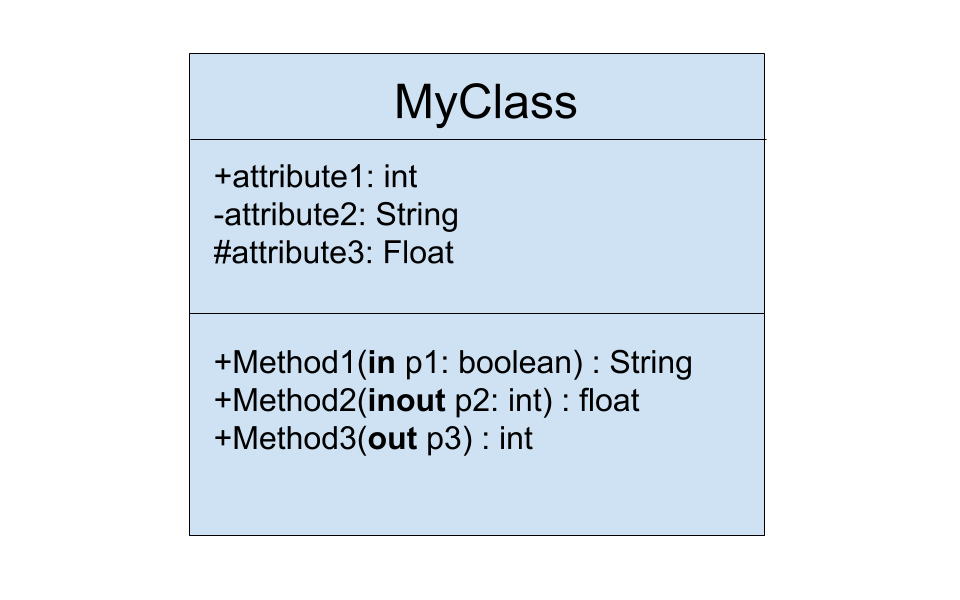 MyClass
+attribute1: int
-attribute2: String
#attribute3: Float
+Method1(in p1: boolean) : String
+Method2(inout p2: int) : float
+Method3(out p3) : int